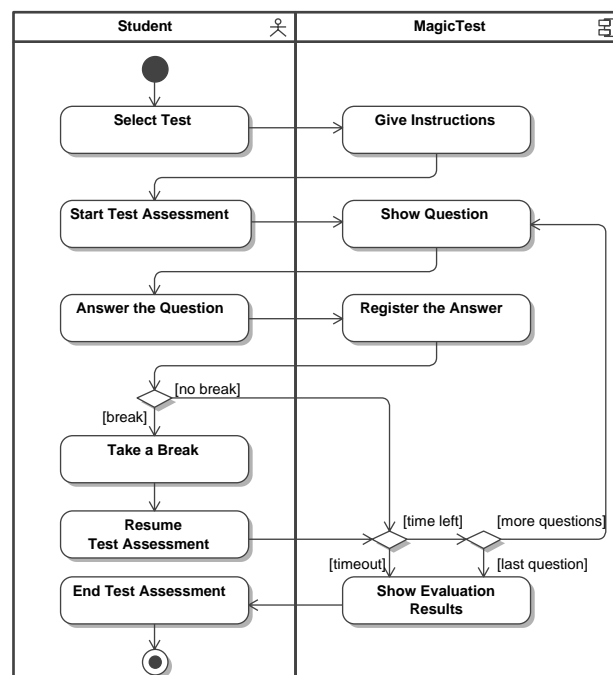 Student
MagicTest
Select Test
Give Instructions
Start Test Assessment
Show Question
Answer the Question
Register the Answer
[no break]
[break]
Take a Break
Resume
Test Assessment
[time left]
[more questions]
[timeout]
[last question]
End Test Assessment
Show Evaluation
Results